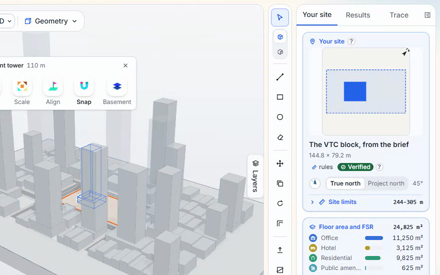 Geometry
Your site
Results
Trace
nt tower 110 m
Scale
Align
Snap
Basement
Layers
Your site ?
The VTC block, from the brief
144.8 × 79.2 m
rules
Verified
?
True north
Project north
45°
Site limits
244-305 m
Floor area and FSR
24,825 m²
Office
11,250 m²
Hotel
3,125 m²
Residential
9,825 m²
Public amen...
625 m²